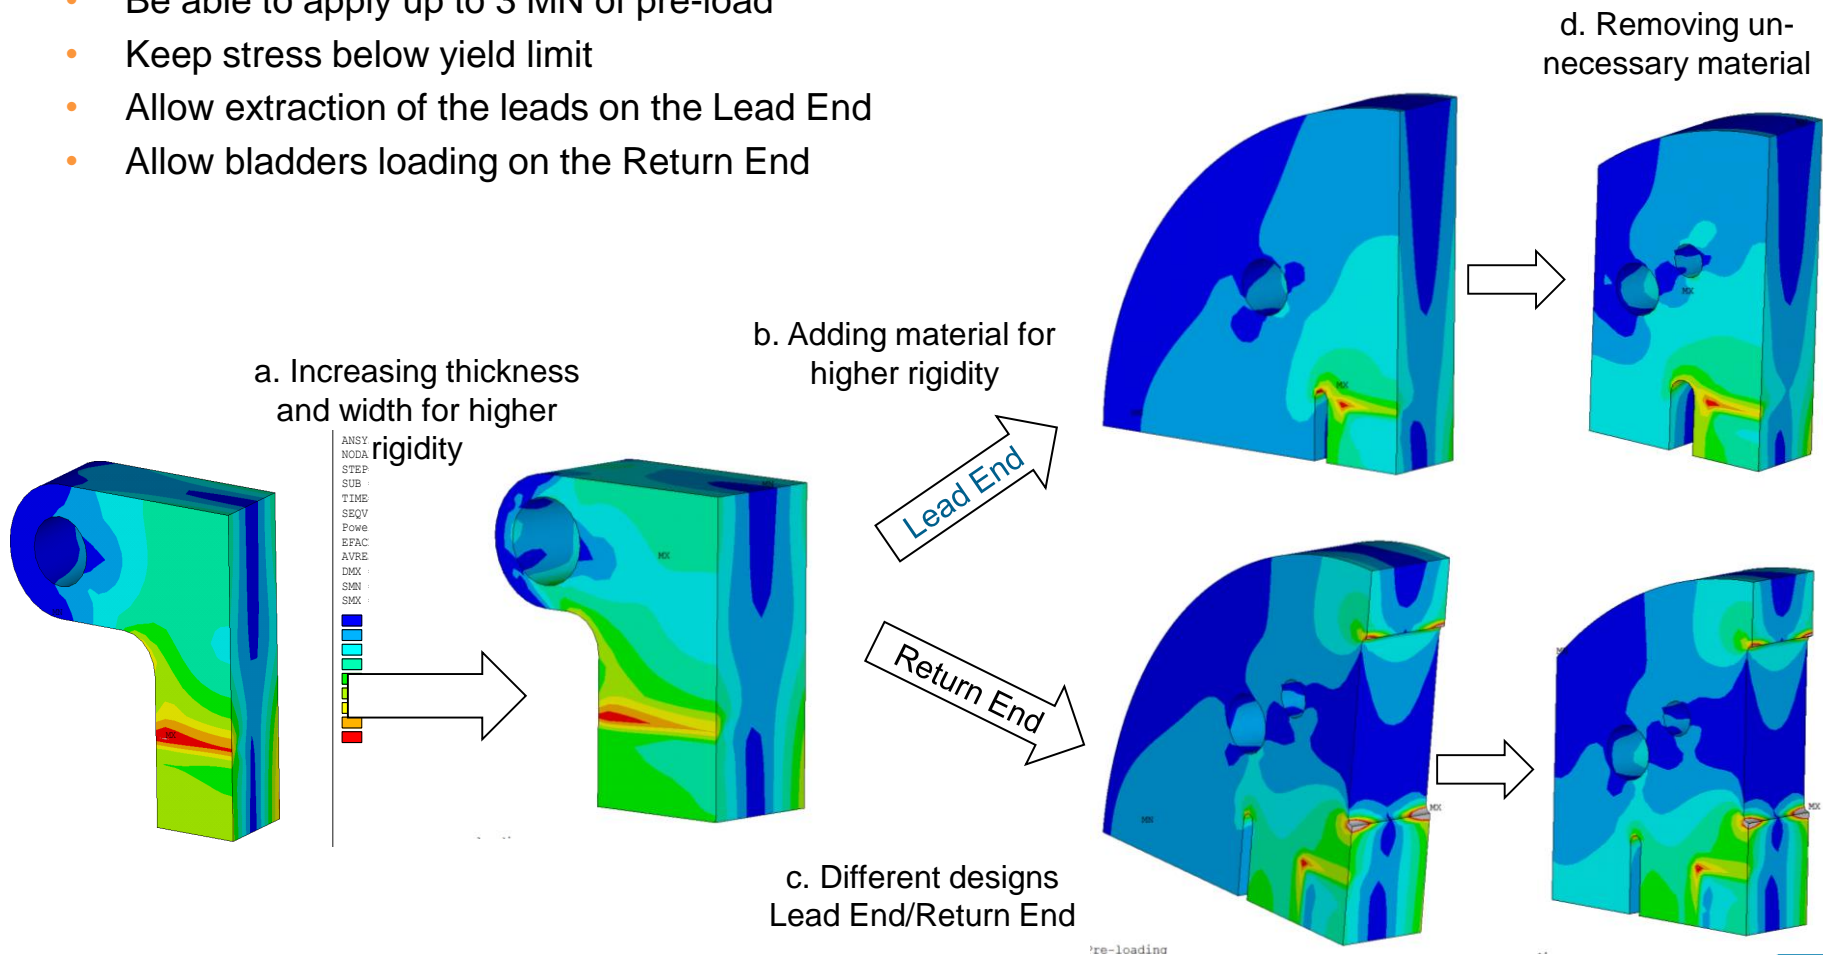 • Be able to apply up to 3 MN of pre-load
• Keep stress below yield limit
• Allow extraction of the leads on the Lead End
• Allow bladders loading on the Return End
d. Removing un-
necessary material
b. Adding material for
higher rigidity
a. Increasing thickness
and width for higher
rigidity
ANSY
NODA
STEP
SUB
TIME
SEQV
Powe
EFAC
AVRE
DMX
SMN
SMX
MX
MX
MX
MX
Lead End
Return End
MN
MX
MX
c. Different designs
Lead End/Return End
re-loading